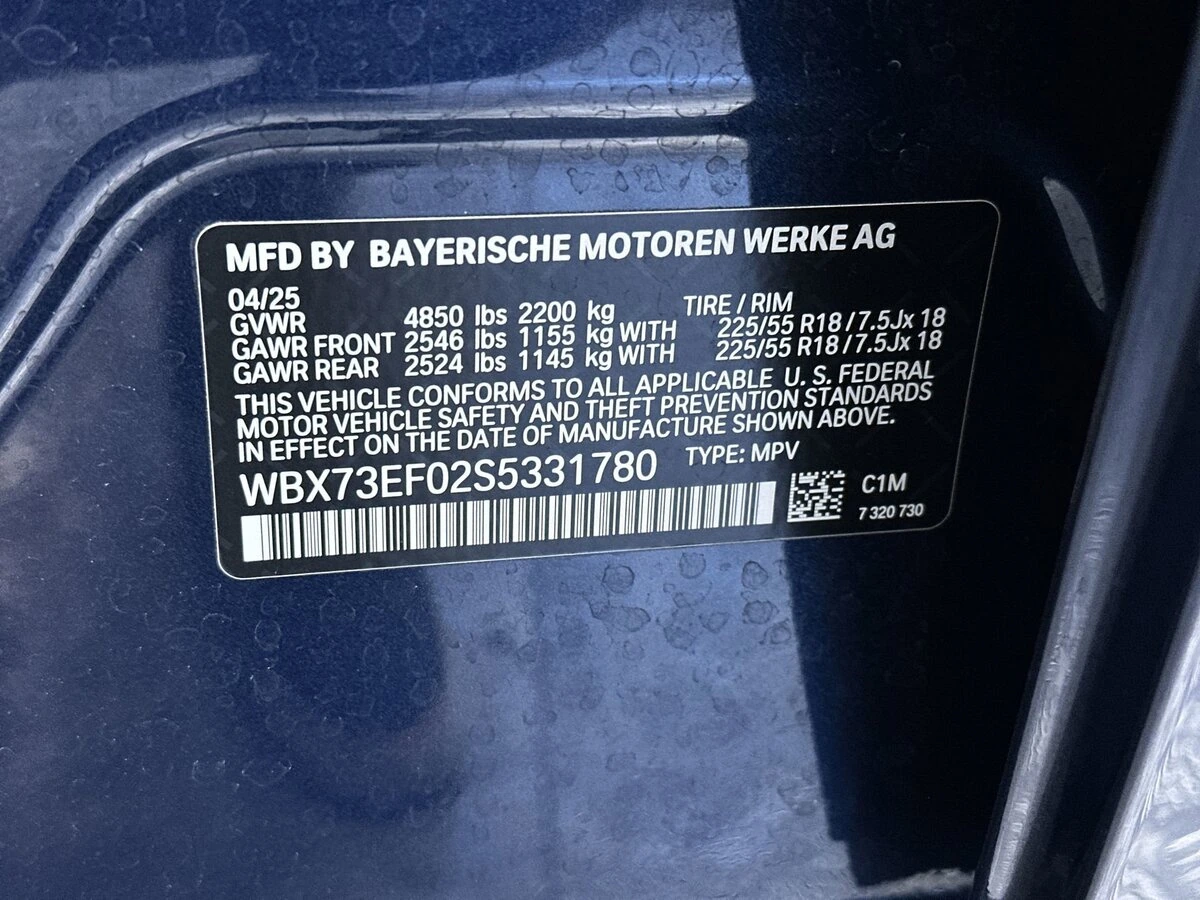 MFD BY BAYERISCHE MOTOREN WERKE AG
04/25
GVWR 4850 lbs 2200 kg TIRE / RIM
GAWR FRONT 2546 lbs 1155 kg WITH 225/55 R18 / 7.5Jx 18
GAWR REAR 2524 lbs 1145 kg WITH 225/55 R18 / 7.5Jx 18
THIS VEHICLE CONFORMS TO ALL APPLICABLE U. S. FEDERAL
MOTOR VEHICLE SAFETY AND THEFT PREVENTION STANDARDS
IN EFFECT ON THE DATE OF MANUFACTURE SHOWN ABOVE.
WBX73EF02S5331780 TYPE: MPV
C1M
7 320 730